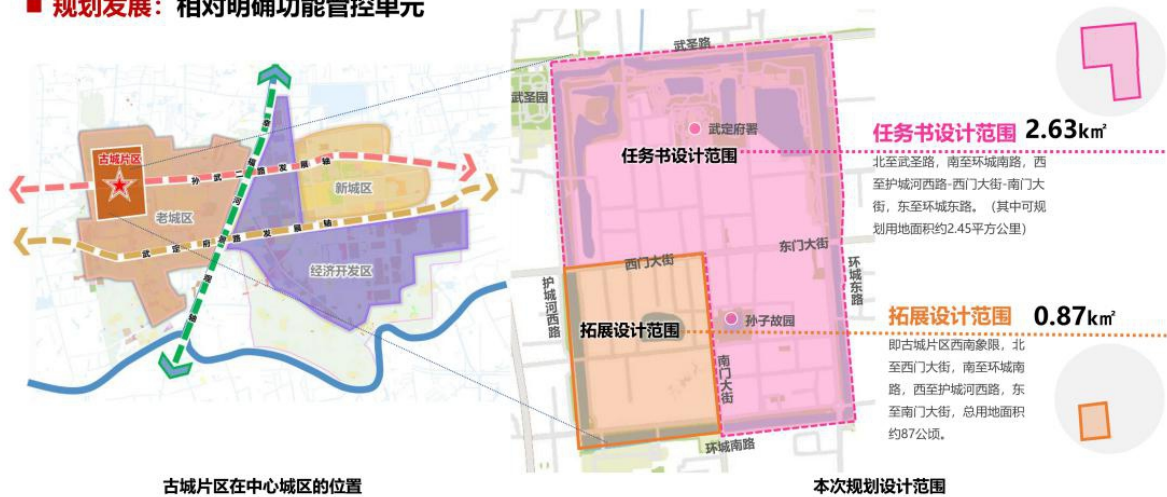 规划发展：相对明确功能管控单元
古城片区
孙武二路发展轴
新城区
老城区
武定府路发展轴
经济开发区
古城片区在中心城区的位置
武圣路
武圣园
武定府署
任务书设计范围
东门大街
西门大街
护城河西路
环城东路
拓展设计范围
孙子故园
南门大街
环城南路
本次规划设计范围
任务书设计范围 2.63km²
北至武圣路，南至环城南路，西
至护城河西路-西门大街-南门大
街，东至环城东路。（其中可规
划用地面积约2.45平方公里）
拓展设计范围 0.87km²
即古城片区西南象限，北
至西门大街，南至环城南
路，西至护城河西路，东
至南门大街，总用地面积
约87公顷。